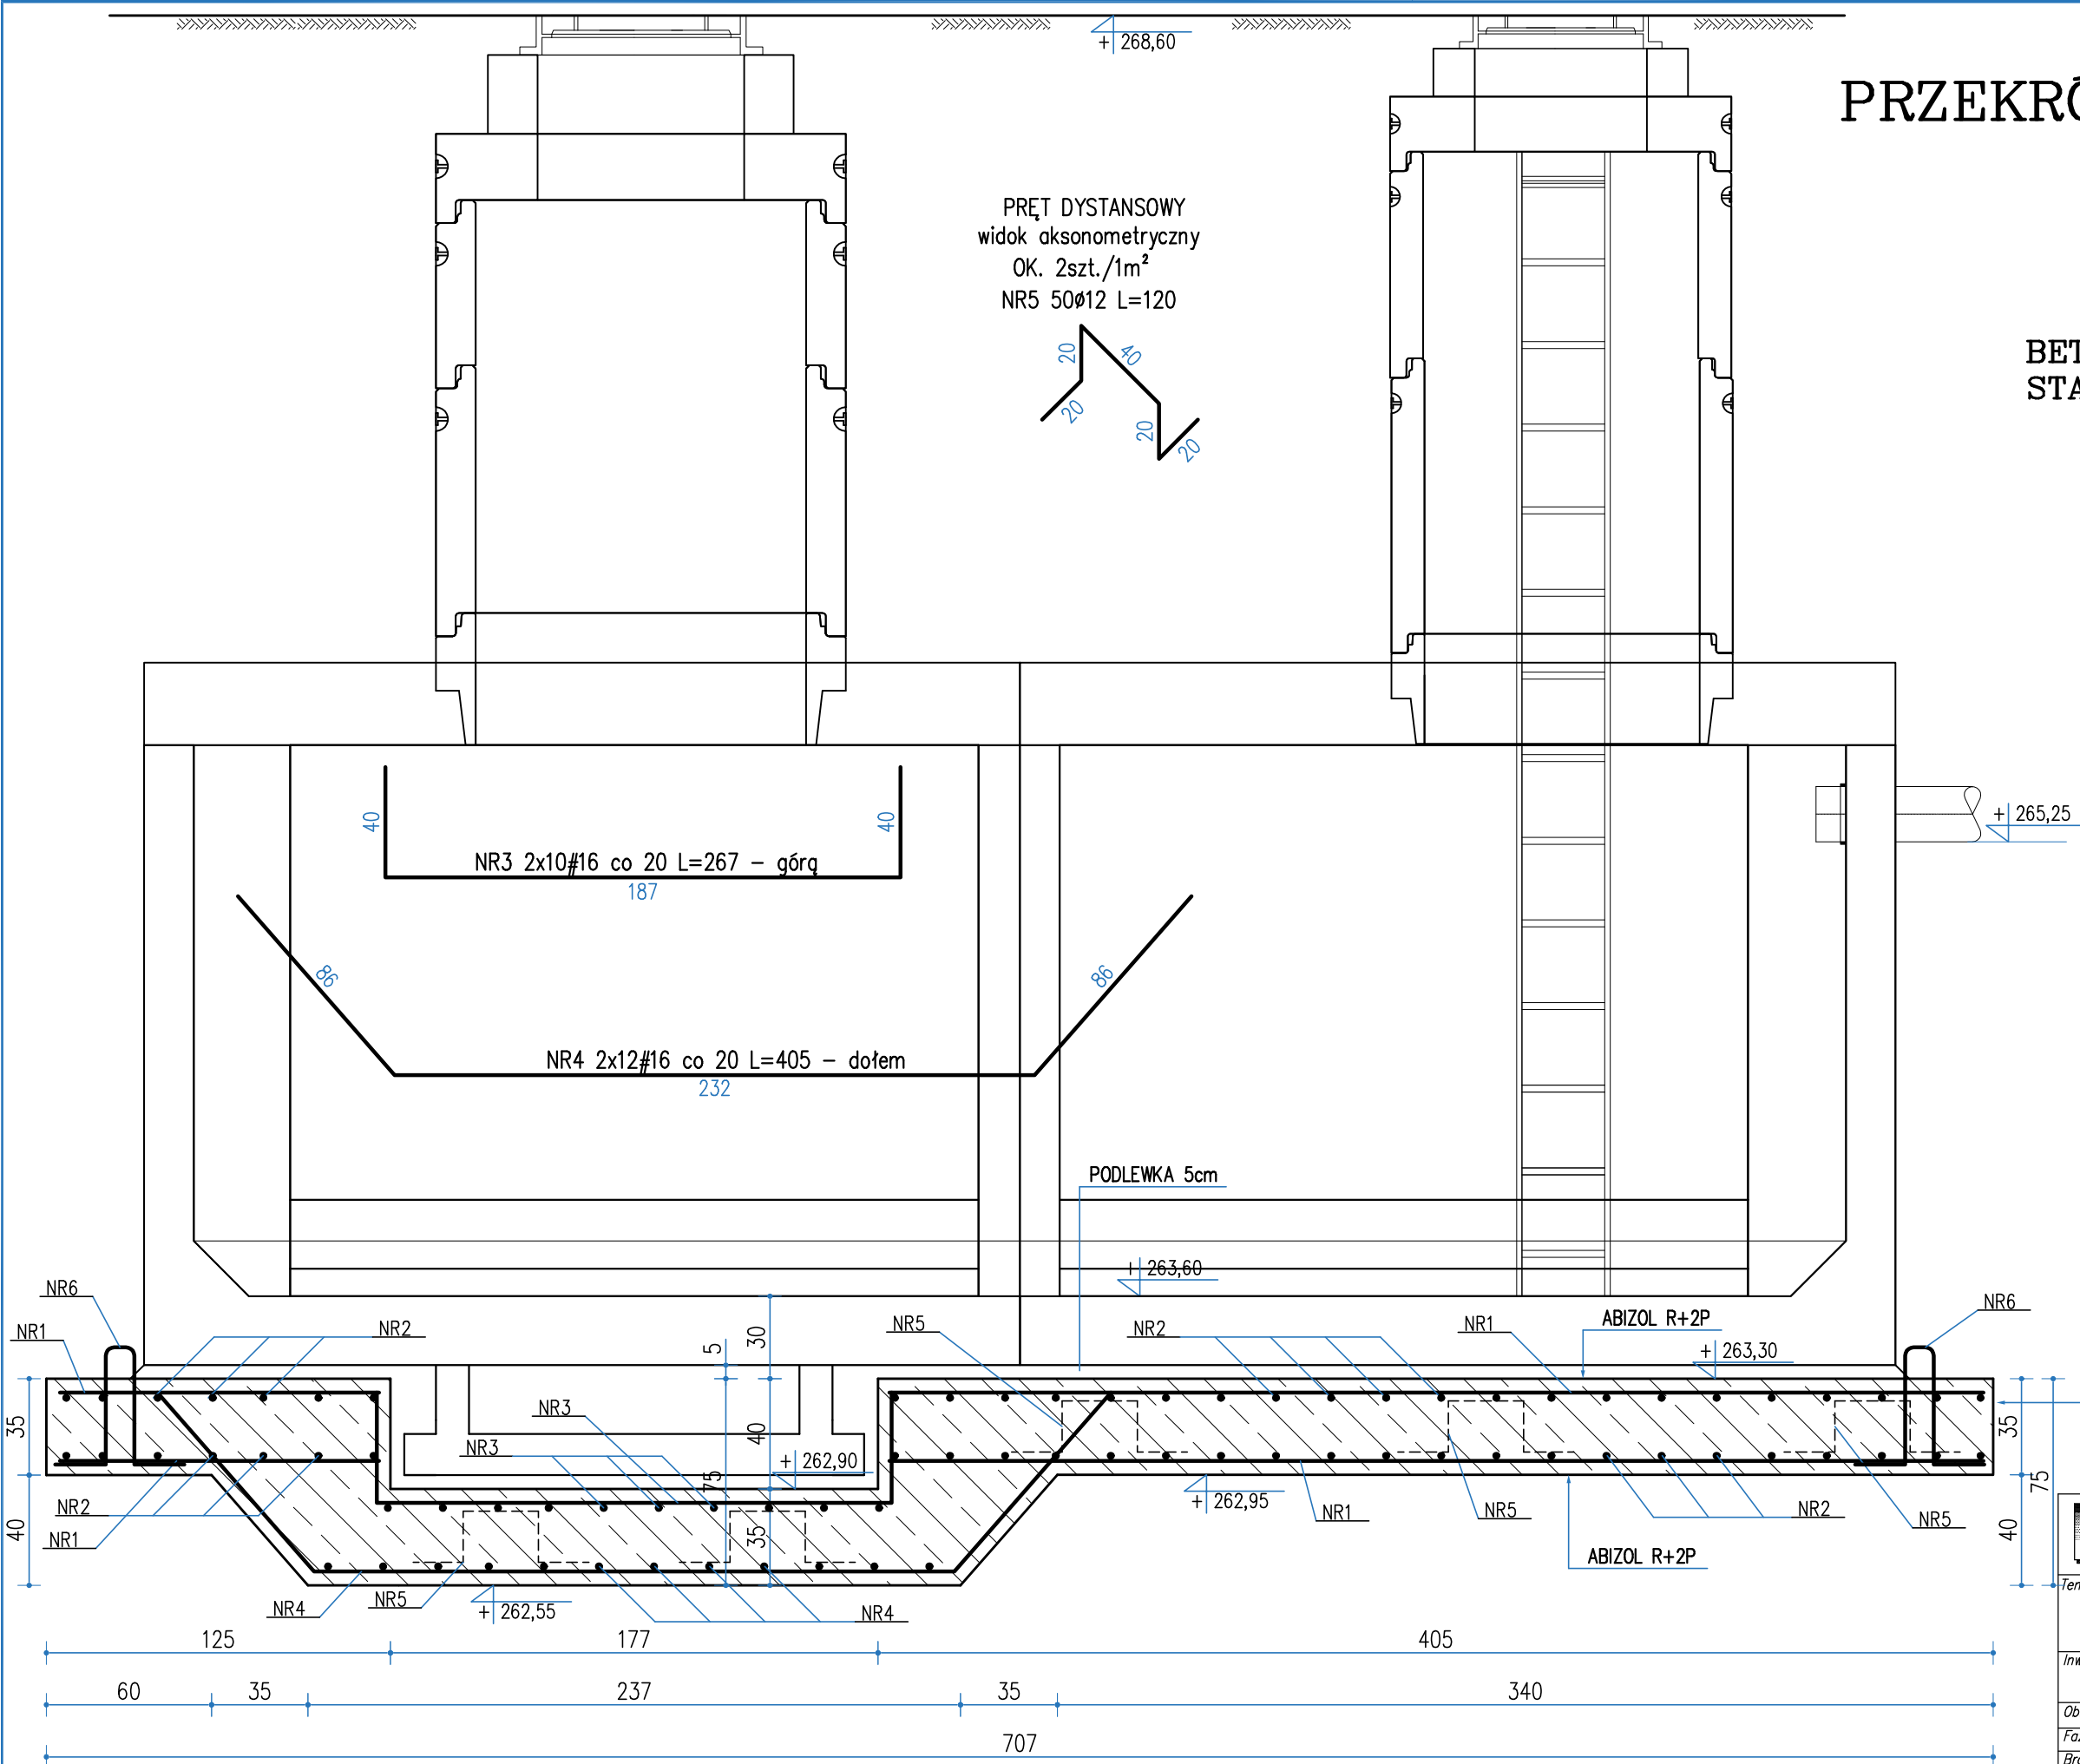 + 268,60
PRZEKRÓ
PRĘT DYSTANSOWY
widok aksonometryczny
OK. 2szt./1m²
NR5 50ø12 L=120
20
40
20
20
20
BET
STA
40
40
NR3 2x10#16 co 20 L=267 – górą
187
+ 265,25
86
86
NR4 2x12#16 co 20 L=405 – dołem
232
PODLEWKA 5cm
+ 263,60
NR6
NR1
NR2
5
30
NR5
NR2
NR1
ABIZOL R+2P
+ 263,30
NR6
35
40
NR3
NR3
40
75
+ 262,90
35
NR2
NR1
NR4
NR5
+ 262,55
NR4
+ 262,95
NR1
NR5
ABIZOL R+2P
NR2
NR5
35
40
75
125
177
405
60
35
237
35
340
707
Inw
Ob